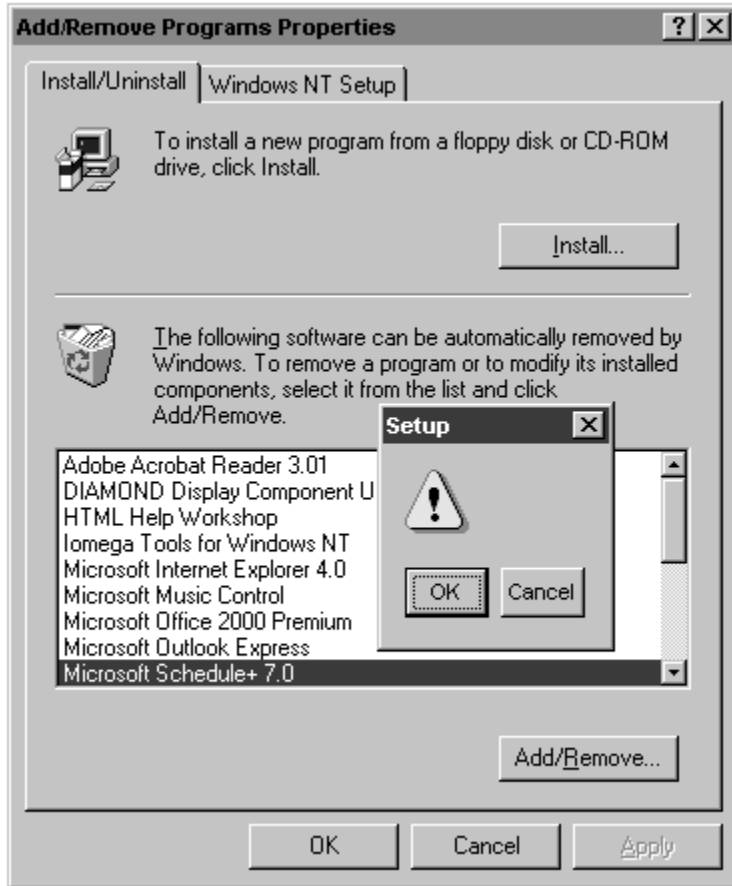 Add/Remove Programs Properties
Install/Uninstall
Windows NT Setup
To install a new program from a floppy disk or CD-ROM
drive, click Install.
Install...
The following software can be automatically removed by
Windows. To remove a program or to modify its installed
components, select it from the list and click
Add/Remove.
Setup
Adobe Acrobat Reader 3.01
DIAMOND Display Component U
HTML Help Workshop
Iomega Tools for Windows NT
Microsoft Internet Explorer 4.0
Microsoft Music Control
Microsoft Office 2000 Premium
Microsoft Outlook Express
Microsoft Schedule+ 7.0
OK
Cancel
Add/Remove...
OK
Cancel
Apply